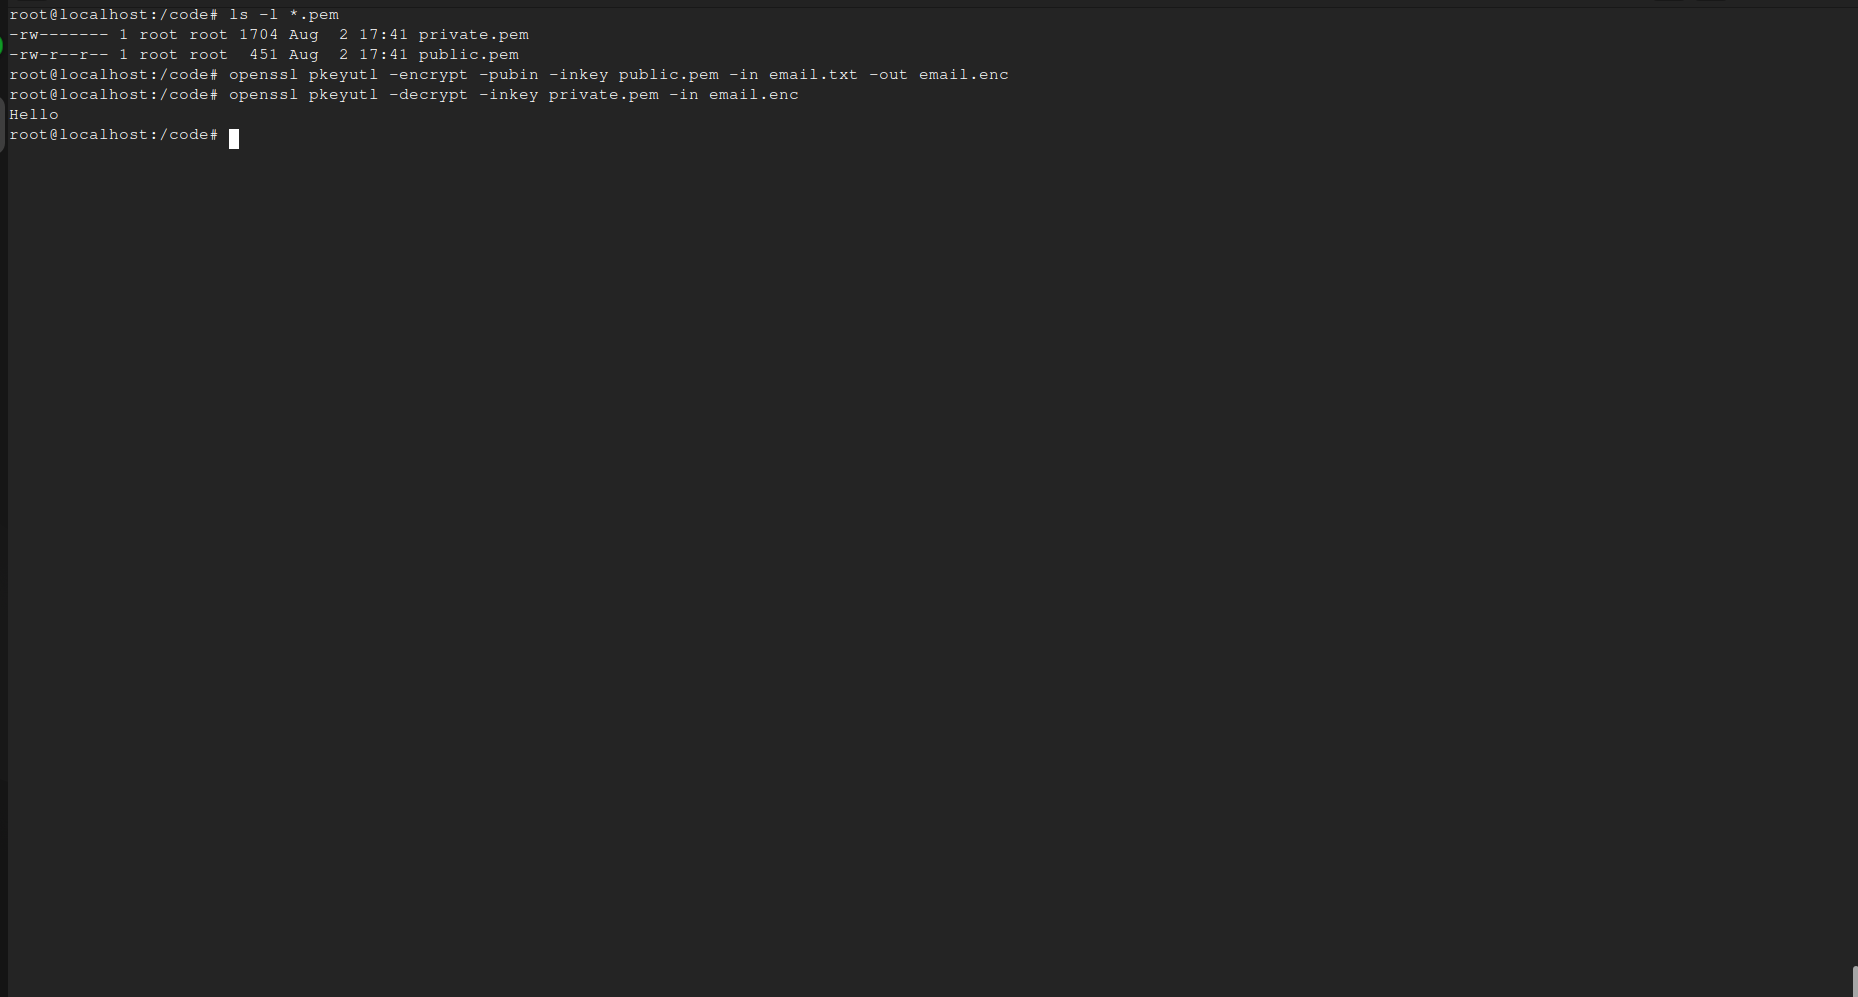 root@localhost:/code# ls -l *.pem
-rw------- 1 root root 1704 Aug  2 17:41 private.pem
-rw-r--r-- 1 root root  451 Aug  2 17:41 public.pem
root@localhost:/code# openssl pkeyutl -encrypt -pubin -inkey public.pem -in email.txt -out email.enc
root@localhost:/code# openssl pkeyutl -decrypt -inkey private.pem -in email.enc
Hello
root@localhost:/code#